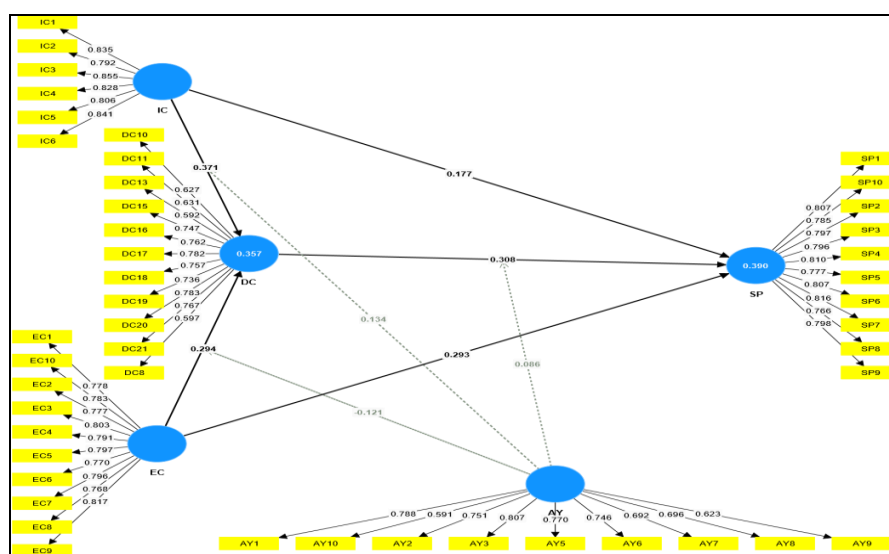 IC1
IC2
IC3
IC4
IC5
IC6
0.835
0.792
0.855
0.828
0.806
0.841
IC
DC10
DC11
DC13
DC15
DC16
DC17
DC18
DC19
DC20
DC21
DC8
0.627
0.631
0.592
0.747
0.762
0.782
0.757
0.736
0.783
0.767
0.597
0.371
0.357
DC
0.177
0.308
0.134
0.294
0.293
0.086
-0.121
SP1
SP10
SP2
SP3
SP4
SP5
SP6
SP7
SP8
SP9
0.807
0.785
0.797
0.796
0.810
0.777
0.807
0.816
0.766
0.798
0.390
SP
EC1
EC10
EC2
EC3
EC4
EC5
EC6
EC7
EC8
EC9
0.778
0.783
0.777
0.803
0.791
0.797
0.770
0.796
0.768
0.817
EC
AY
0.788
0.591
0.751
0.807
0.770
0.746
0.692
0.696
0.623
AY1
AY10
AY2
AY3
AY5
AY6
AY7
AY8
AY9